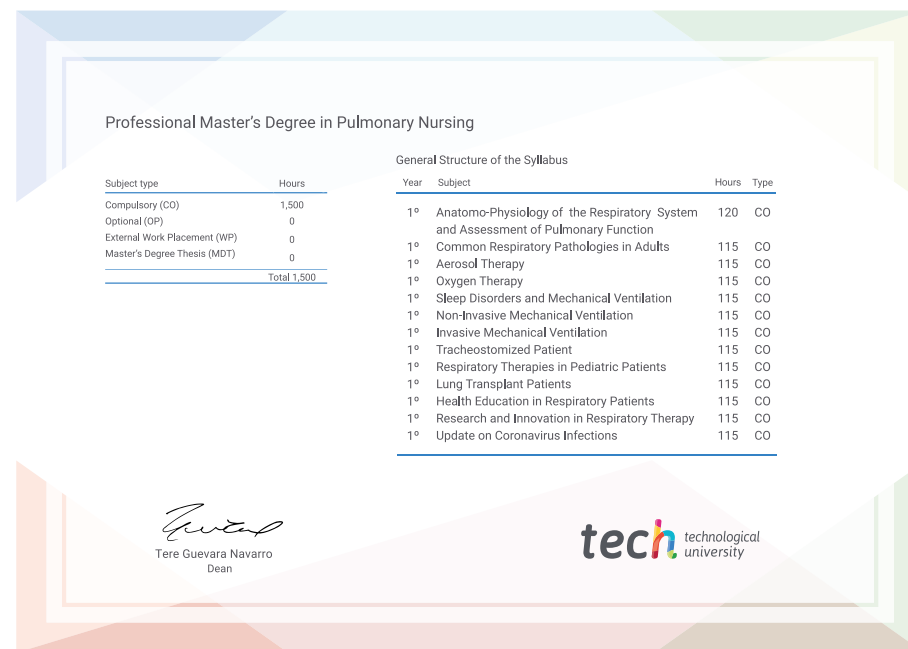 Professional Master's Degree in Pulmonary Nursing
General Structure of the Syllabus
Subject type Hours
Compulsory (CO) 1,500
Optional (OP) 0
External Work Placement (WP) 0
Master's Degree Thesis (MDT) 0
Total 1,500
Year Subject Hours Type
1º Anatomo-Physiology of the Respiratory System 120 CO
and Assessment of Pulmonary Function
1º Common Respiratory Pathologies in Adults 115 CO
1º Aerosol Therapy 115 CO
1º Oxygen Therapy 115 CO
1º Sleep Disorders and Mechanical Ventilation 115 CO
1º Non-Invasive Mechanical Ventilation 115 CO
1º Invasive Mechanical Ventilation 115 CO
1º Tracheostomized Patient 115 CO
1º Respiratory Therapies in Pediatric Patients 115 CO
1º Lung Transplant Patients 115 CO
1º Health Education in Respiratory Patients 115 CO
1º Research and Innovation in Respiratory Therapy 115 CO
1º Update on Coronavirus Infections 115 CO
Tere Guevara Navarro
Dean
tech technological
university